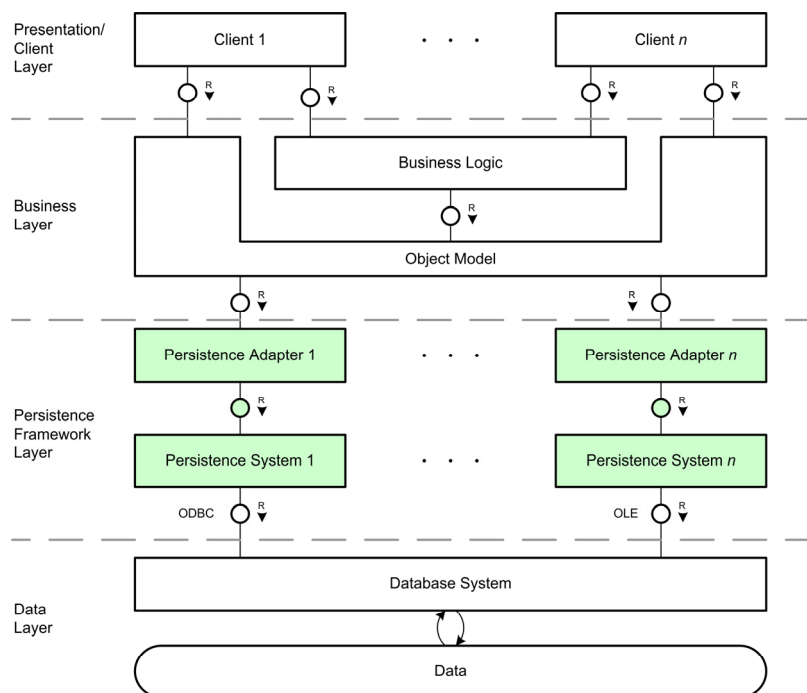 Presentation/
Client
Layer
Client 1
. . .
Client n
R
R
R
R
Business
Layer
Business Logic
R
Object Model
R
R
Persistence
Framework
Layer
Persistence Adapter 1
. . .
Persistence Adapter n
R
R
Persistence System 1
. . .
Persistence System n
ODBC
R
OLE
R
Data
Layer
Database System
Data